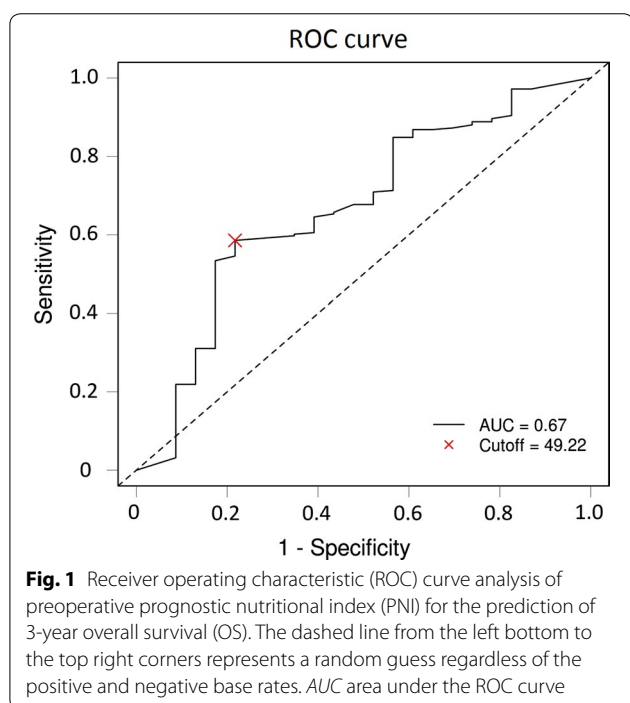 ROC curve
1.0
0.8
0.6
0.4
0.2
0
Sensitivity
AUC = 0.67
Cutoff = 49.22
0 0.2 0.4 0.6 0.8 1.0
1 - Specificity
Fig. 1 Receiver operating characteristic (ROC) curve analysis of
preoperative prognostic nutritional index (PNI) for the prediction of
3-year overall survival (OS). The dashed line from the left bottom to
the top right corners represents a random guess regardless of the
positive and negative base rates. AUC area under the ROC curve